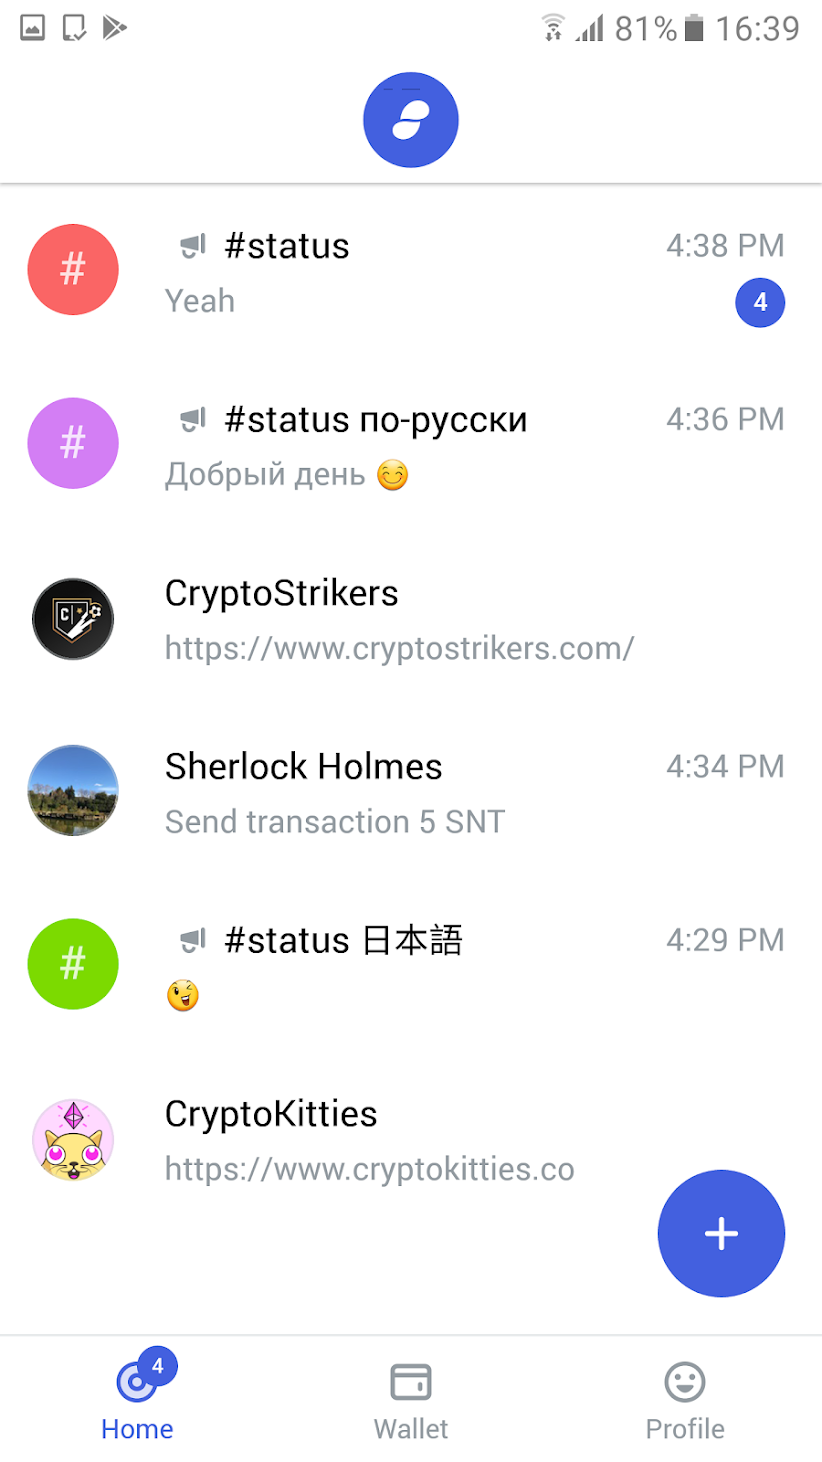 81% 16:39
# #status 4:38 PM
Yeah 4
# #status по-русски 4:36 PM
Добрый день 😊
CryptoStrikers
https://www.cryptostrikers.com/
Sherlock Holmes 4:34 PM
Send transaction 5 SNT
# #status 日本語 4:29 PM
😉
CryptoKitties
https://www.cryptokitties.co
+
4
Home Wallet Profile